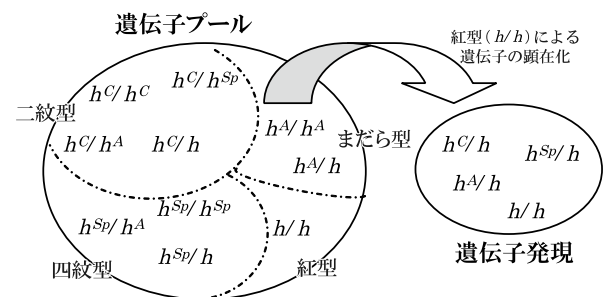 遺伝子プール
紅型(h/h)による
遺伝子の顕在化
h^C/h^C
h^C/h^Sp
二紋型
h^C/h^A
h^C/h
h^A/h^A
まだら型
h^A/h
h^Sp/h^Sp
h^Sp/h^A
h/h
h^Sp/h
四紋型
紅型
h^C/h
h^Sp/h
h^A/h
h/h
遺伝子発現